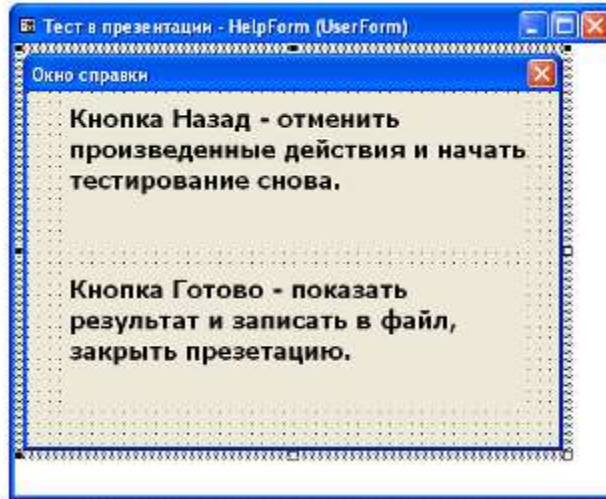 Тест в презентации - HelpForm (UserForm)
Окно справки
Кнопка Назад - отменить
произведенные действия и начать
тестирование снова.
Кнопка Готово - показать
результат и записать в файл,
закрыть презетацию.